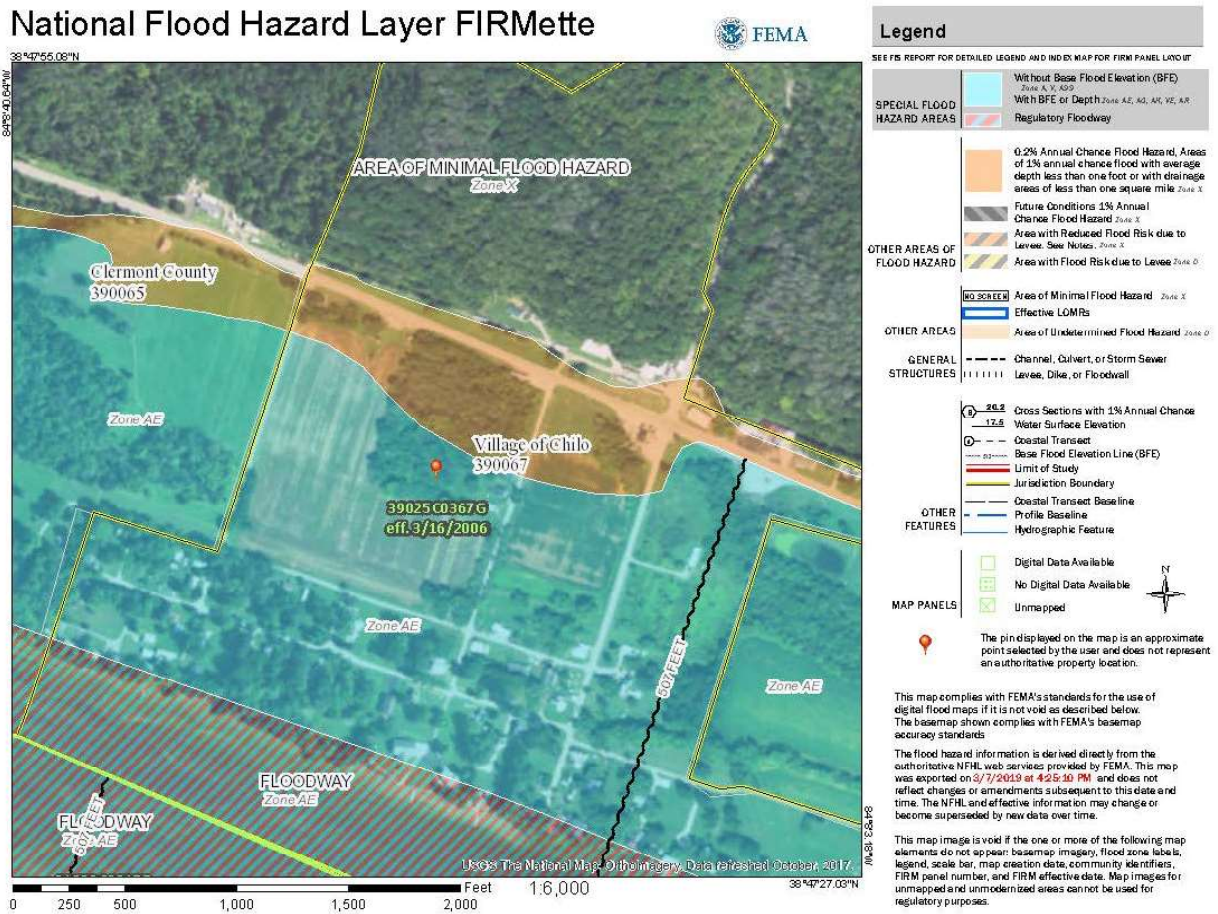 National Flood Hazard Layer FIRMette
FEMA
38°47'55.08"N
84°8'40.64"W
AREA OF MINIMAL FLOOD HAZARD
Zone X
Clermont County
390065
Zone AE
Village of Chilo
390067
39025C0367G
eff. 3/16/2006
Zone AE
507 FEET
Zone AE
FLOODWAY
Zone AE
FLOODWAY
Zone AE
507 FEET
USGS The National Map: Orthoimagery. Data refreshed October, 2017.
84°8'3.18"W
38°47'27.03"N
0 250 500 1,000 1,500 2,000
Feet
1:6,000
Legend
SEE FIS REPORT FOR DETAILED LEGEND AND INDEX MAP FOR FIRM PANEL LAYOUT
SPECIAL FLOOD
HAZARD AREAS
Without Base Flood Elevation (BFE)
Zone A, V, A99
With BFE or Depth Zone AE, AO, AH, VE, AR
Regulatory Floodway
OTHER AREAS OF
FLOOD HAZARD
0.2% Annual Chance Flood Hazard, Areas
of 1% annual chance flood with average
depth less than one foot or with drainage
areas of less than one square mile Zone X
Future Conditions 1% Annual
Chance Flood Hazard Zone X
Area with Reduced Flood Risk due to
Levee. See Notes. Zone X
Area with Flood Risk due to Levee Zone D
OTHER AREAS
NO SCREEN Area of Minimal Flood Hazard Zone X
Effective LOMRs
Area of Undetermined Flood Hazard Zone D
GENERAL
STRUCTURES
Channel, Culvert, or Storm Sewer
Levee, Dike, or Floodwall
OTHER
FEATURES
B 20.2 Cross Sections with 1% Annual Chance
17.5 Water Surface Elevation
Coastal Transect
Base Flood Elevation Line (BFE)
Limit of Study
Jurisdiction Boundary
Coastal Transect Baseline
Profile Baseline
Hydrographic Feature
MAP PANELS
Digital Data Available
No Digital Data Available
Unmapped
N
The pin displayed on the map is an approximate
point selected by the user and does not represent
an authoritative property location.
This map complies with FEMA's standards for the use of
digital flood maps if it is not void as described below.
The basemap shown complies with FEMA's basemap
accuracy standards
The flood hazard information is derived directly from the
authoritative NFHL web services provided by FEMA. This map
was exported on 3/7/2019 at 4:25:10 PM and does not
reflect changes or amendments subsequent to this date and
time. The NFHL and effective information may change or
become superseded by new data over time.
This map image is void if the one or more of the following map
elements do not appear: basemap imagery, flood zone labels,
legend, scale bar, map creation date, community identifiers,
FIRM panel number, and FIRM effective date. Map images for
unmapped and unmodernized areas cannot be used for
regulatory purposes.